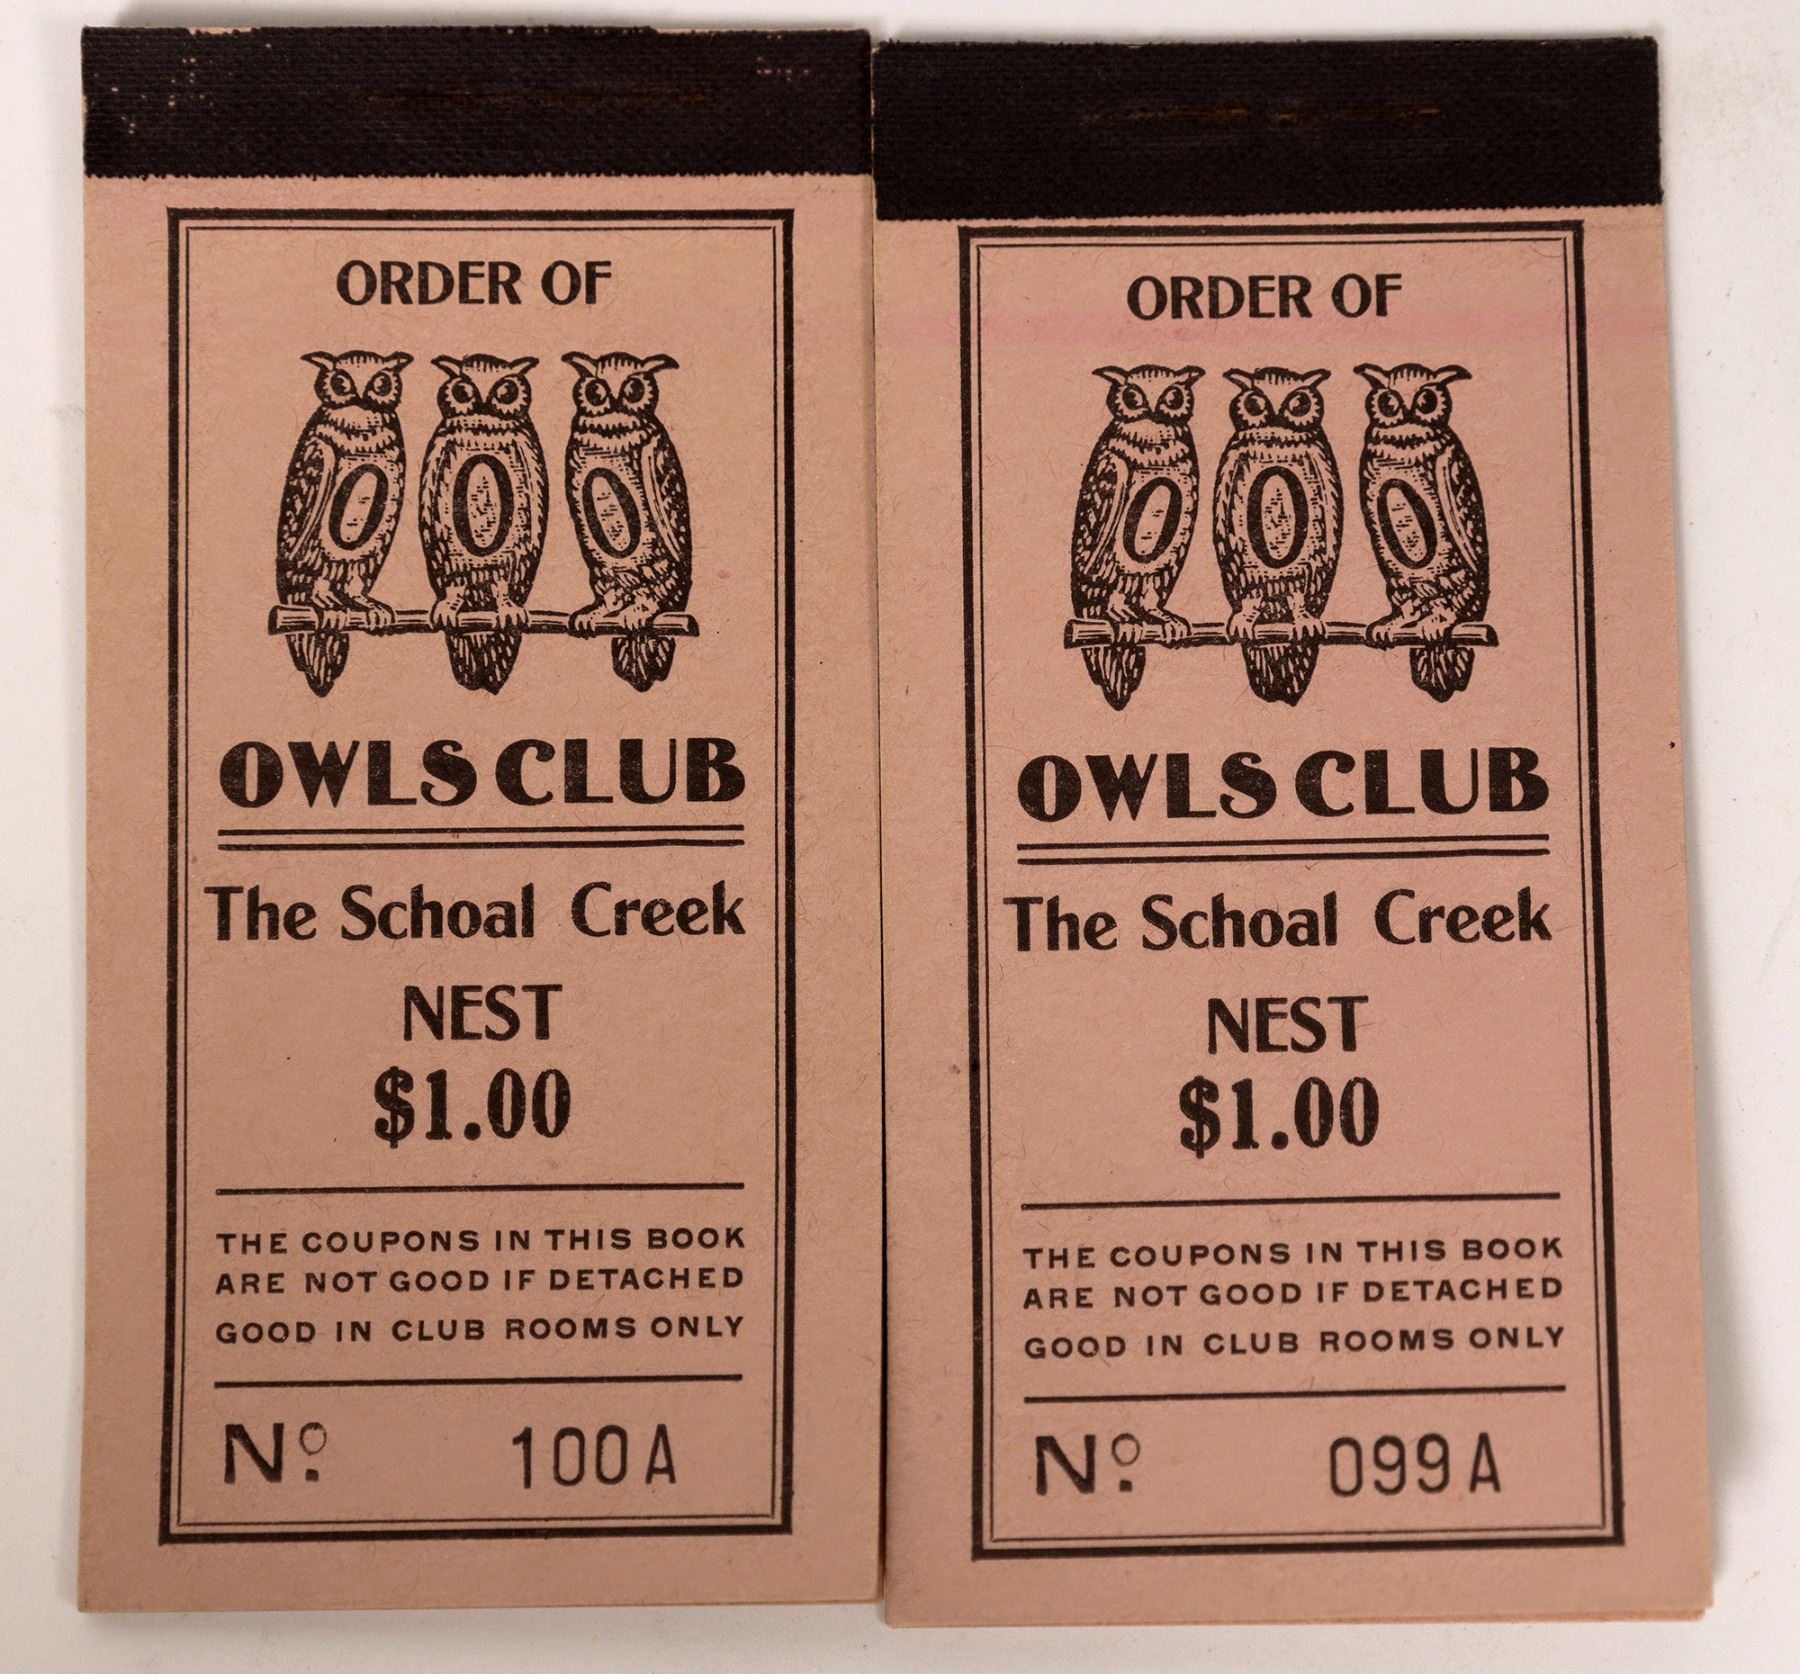 ORDER OF
O O O
OWLS CLUB
The Schoal Creek
NEST
$1.00
THE COUPONS IN THIS BOOK
ARE NOT GOOD IF DETACHED
GOOD IN CLUB ROOMS ONLY
Nº. 100A
ORDER OF
O O O
OWLS CLUB
The Schoal Creek
NEST
$1.00
THE COUPONS IN THIS BOOK
ARE NOT GOOD IF DETACHED
GOOD IN CLUB ROOMS ONLY
Nº. 099A